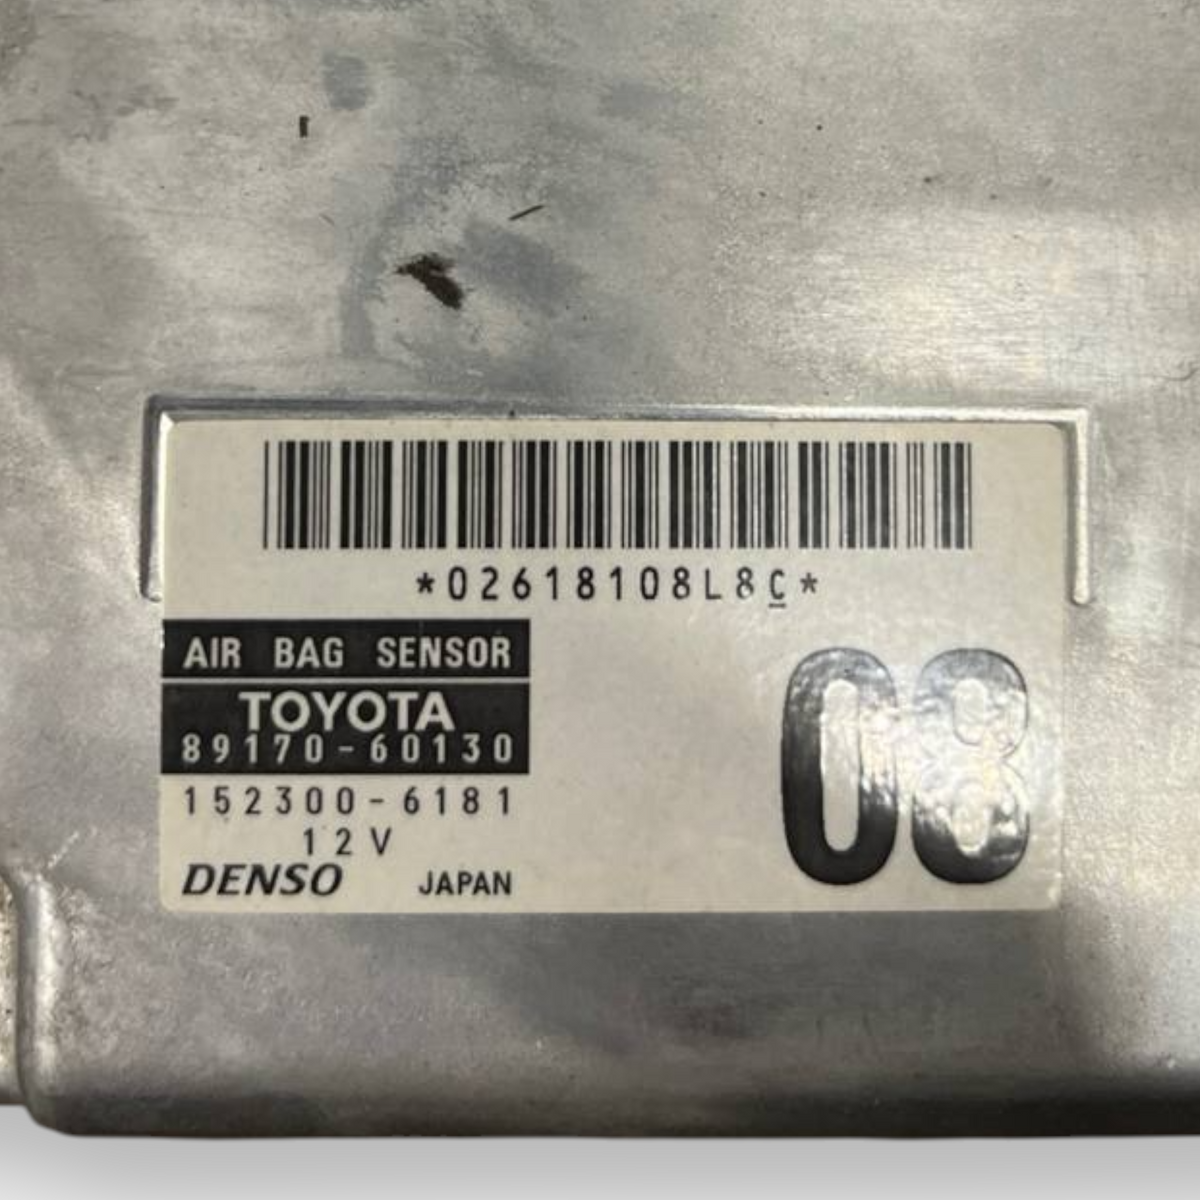 *02618108L8C*
AIR BAG SENSOR
TOYOTA
89170-60130
152300-6181
12V
DENSO JAPAN
08